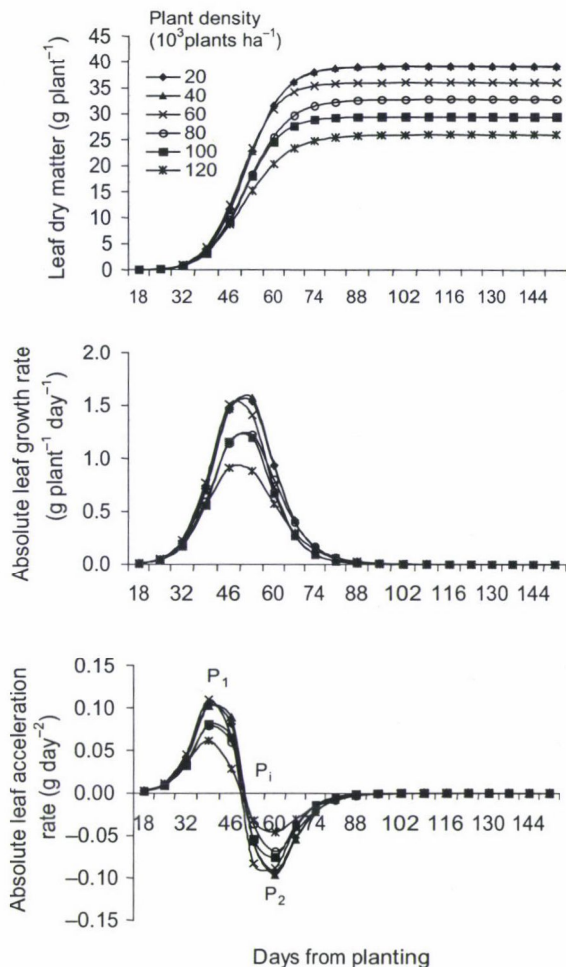 Plant density
(10³plants ha⁻¹)
20
40
60
80
100
120
Leaf dry matter (g plant⁻¹)
45
40
35
30
25
20
15
10
5
0
18 32 46 60 74 88 102 116 130 144
Absolute leaf growth rate
(g plant⁻¹ day⁻¹)
2.0
1.5
1.0
0.5
0.0
18 32 46 60 74 88 102 116 130 144
Absolute leaf acceleration
rate (g day⁻²)
0.15
0.10
0.05
0.00
–0.05
–0.10
–0.15
P₁
Pᵢ
P₂
18 32 46 60 74 88 102 116 130 144
Days from planting